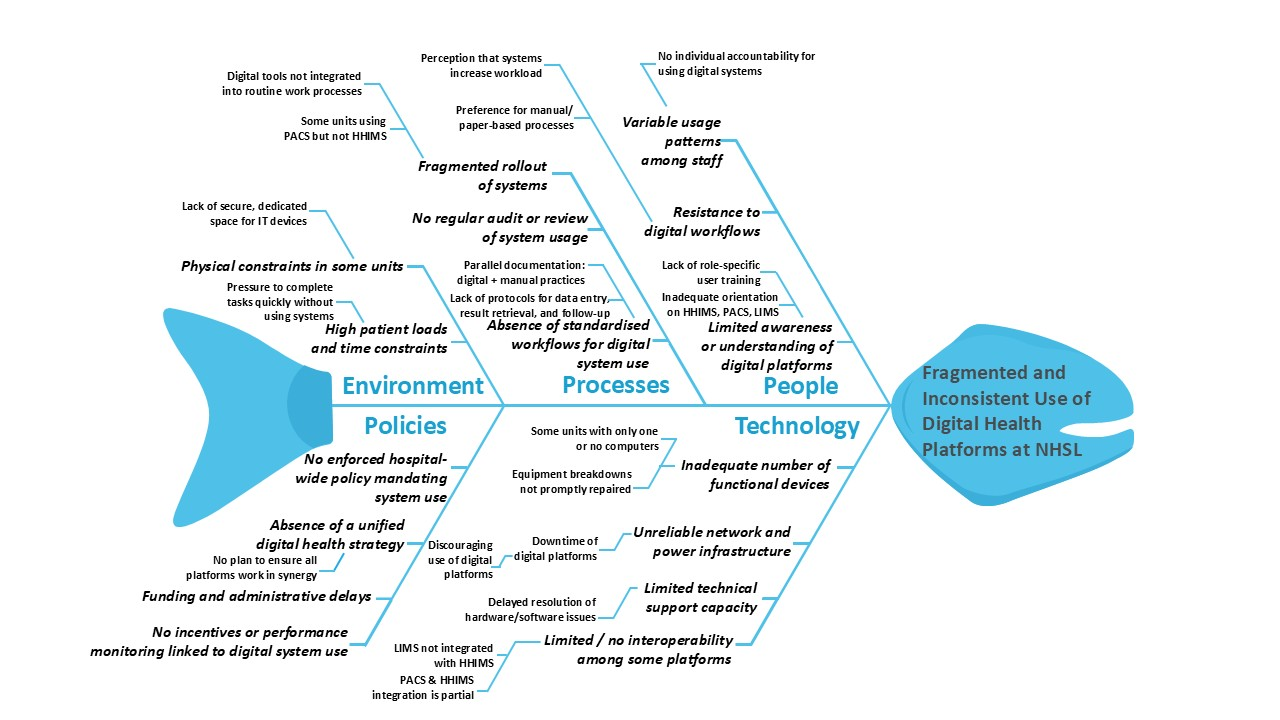 Perception that systems
increase workload
No individual accountability for
using digital systems
Digital tools not integrated
into routine work processes
Preference for manual/
paper-based processes
Some units using
PACS but not HHIMS
Variable usage
patterns
among staff
Fragmented rollout
of systems
Lack of secure, dedicated
space for IT devices
No regular audit or review
of system usage
Resistance to
digital workflows
Physical constraints in some units
Parallel documentation:
digital + manual practices
Lack of role-specific
user training
Pressure to complete
tasks quickly without
using systems
Lack of protocols for data entry,
result retrieval, and follow-up
Inadequate orientation
on HHIMS, PACS, LIMS
High patient loads
and time constraints
Absence of standardised
workflows for digital
system use
Limited awareness
or understanding of
digital platforms
Environment
Processes
People
Fragmented and
Inconsistent Use of
Digital Health
Platforms at NHSL
Policies
Technology
No enforced hospital-
wide policy mandating
system use
Some units with only one
or no computers
Equipment breakdowns
not promptly repaired
Inadequate number of
functional devices
Absence of a unified
digital health strategy
No plan to ensure all
platforms work in synergy
Discouraging
use of digital
platforms
Downtime of
digital platforms
Unreliable network and
power infrastructure
Funding and administrative delays
Delayed resolution of
hardware/software issues
Limited technical
support capacity
No incentives or performance
monitoring linked to digital system use
LIMS not integrated
with HHIMS
PACS & HHIMS
integration is partial
Limited / no interoperability
among some platforms